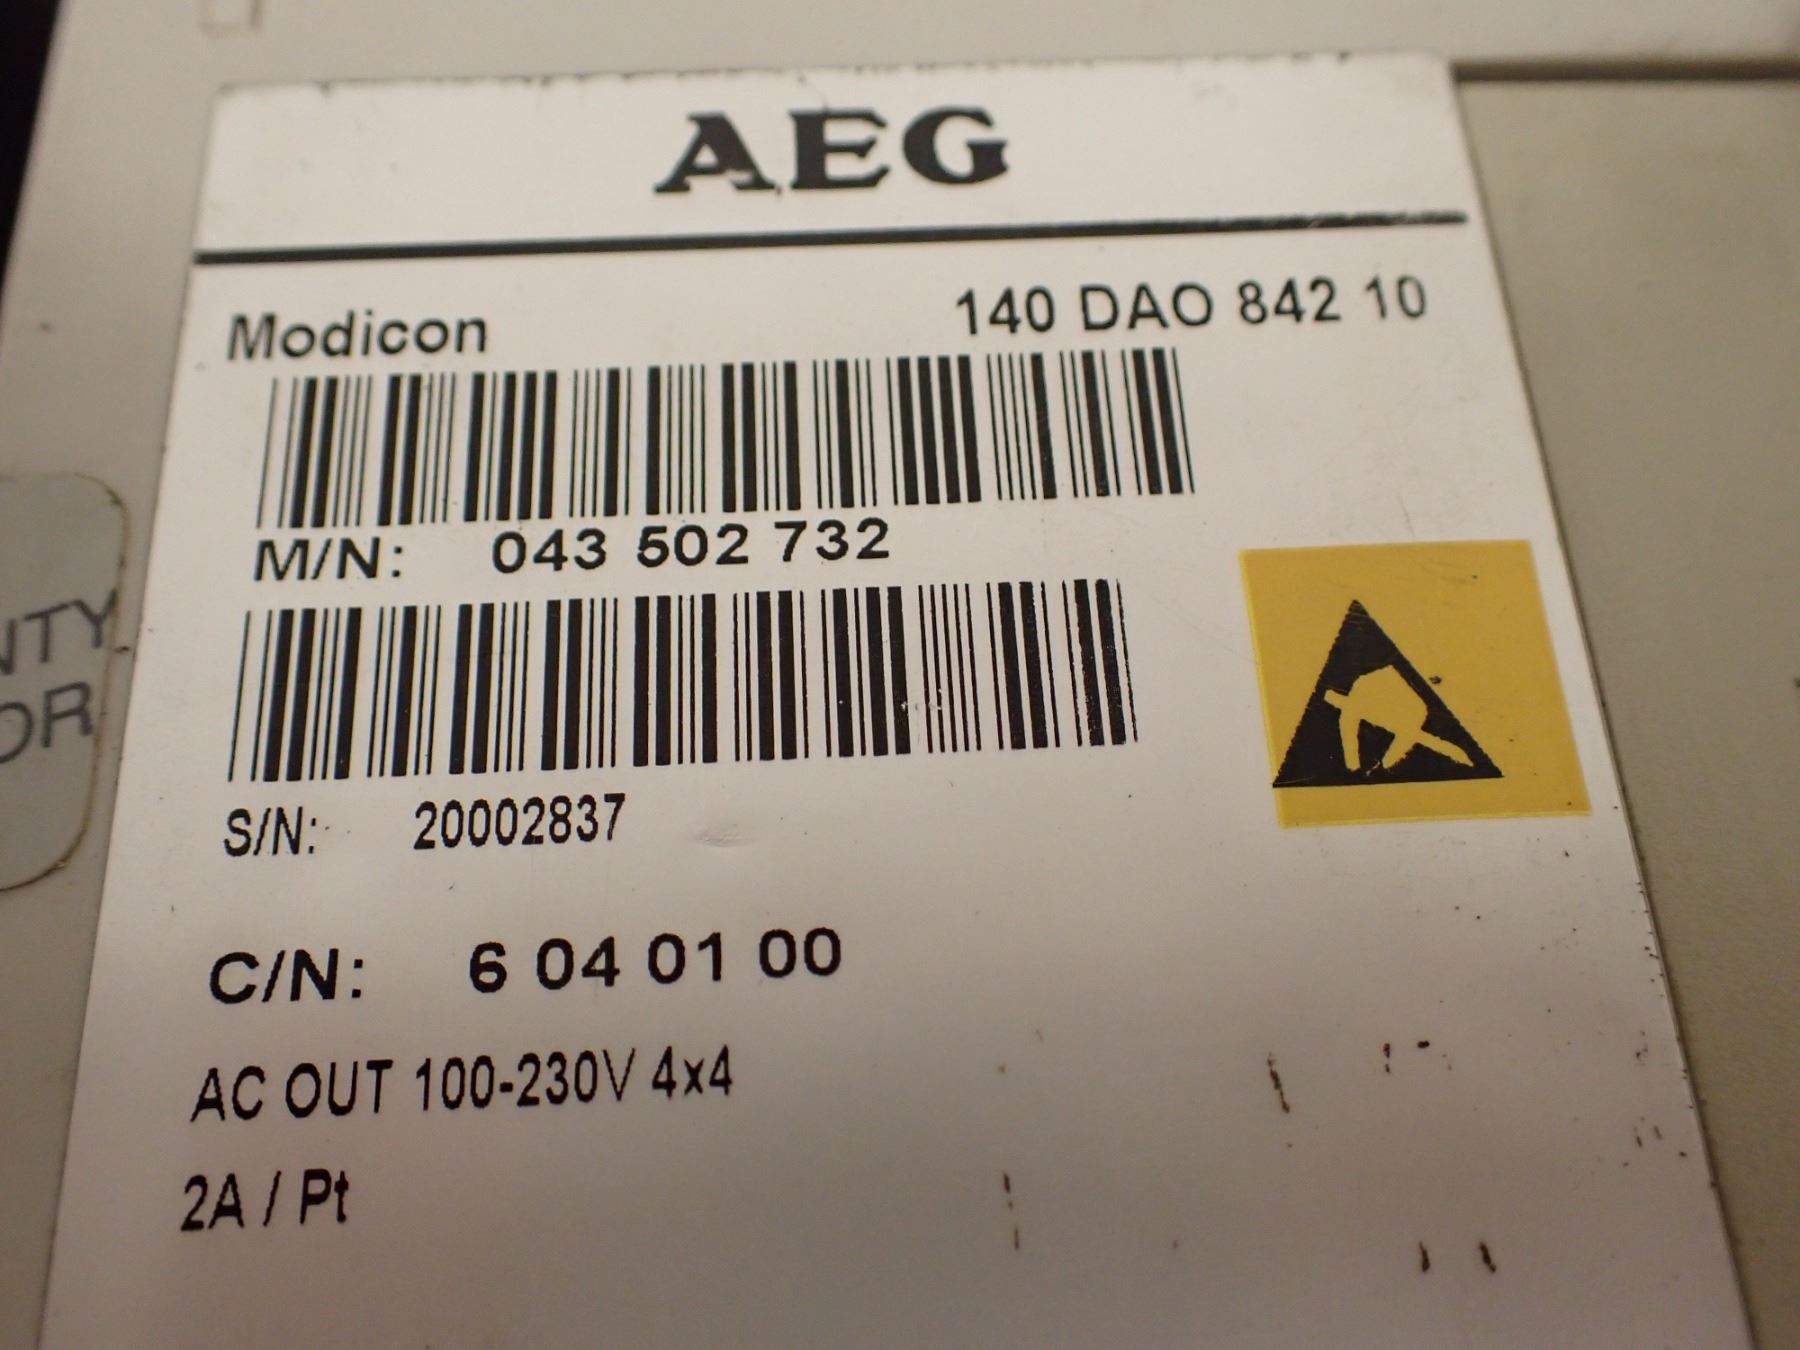 AEG
Modicon 140 DAO 842 10
M/N: 043 502 732
S/N: 20002837
C/N: 6 04 01 00
AC OUT 100-230V 4x4
2A / Pt
NTY
OR